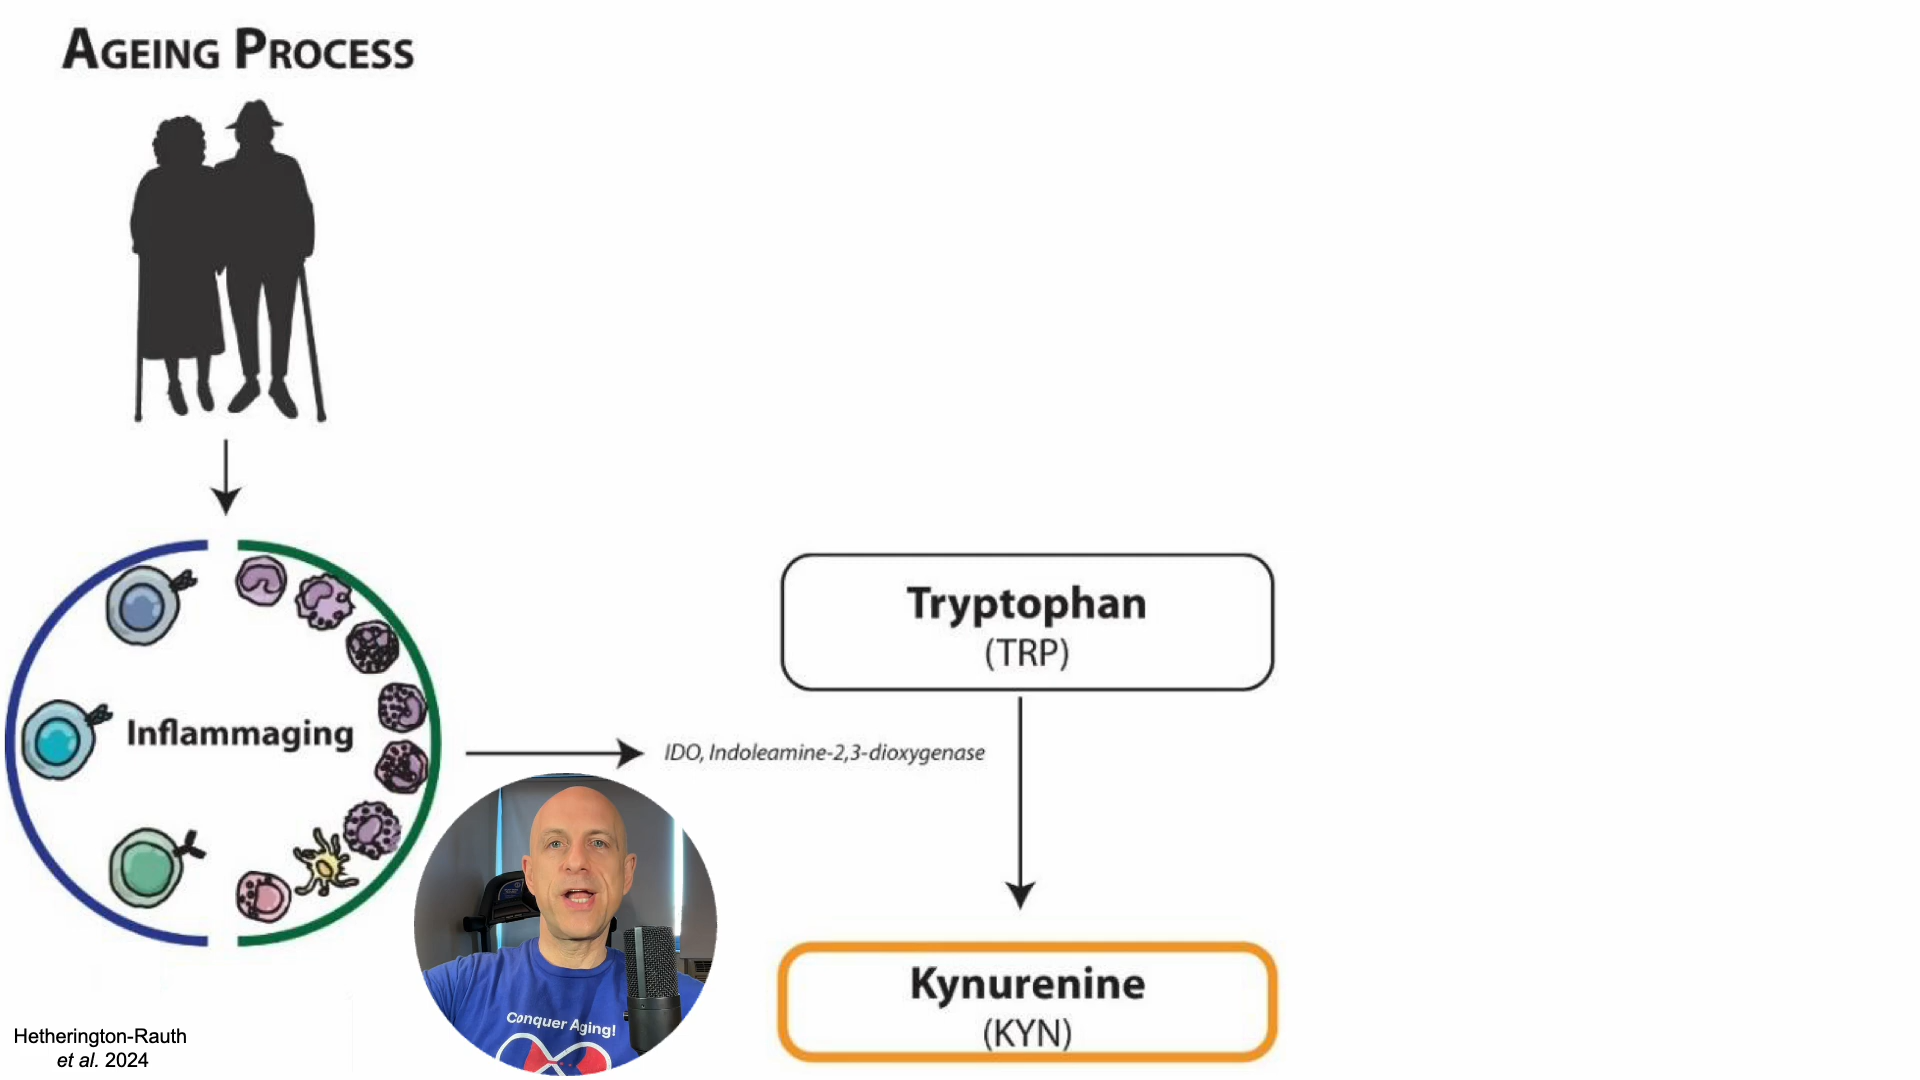 AGEING PROCESS
Inflammaging
IDO, Indoleamine-2,3-dioxygenase
Tryptophan
(TRP)
Kynurenine
(KYN)
Conquer Aging!
Hetherington-Rauth
et al. 2024